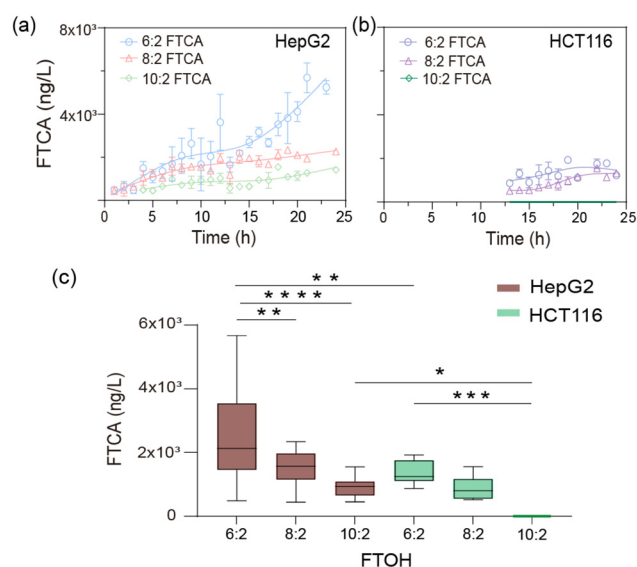 (a)
8x10³
4x10³
0
FTCA (ng/L)
HepG2
6:2 FTCA
8:2 FTCA
10:2 FTCA
0 5 10 15 20 25
Time (h)
(b)
HCT116
6:2 FTCA
8:2 FTCA
10:2 FTCA
0 5 10 15 20 25
Time (h)
(c)
HepG2
HCT116
* *
* * * *
* *
*
* * *
6x10³
4x10³
2x10³
0
FTCA (ng/L)
6:2 8:2 10:2 6:2 8:2 10:2
FTOH